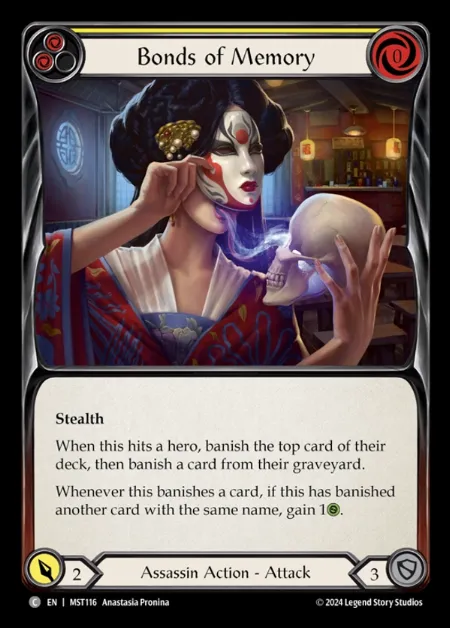 Bonds of Memory
0
Stealth
When this hits a hero, banish the top card of their
deck, then banish a card from their graveyard.
Whenever this banishes a card, if this has banished
another card with the same name, gain 1.
2
Assassin Action - Attack
3
C EN | MST116 Anastasia Pronina
© 2024 Legend Story Studios